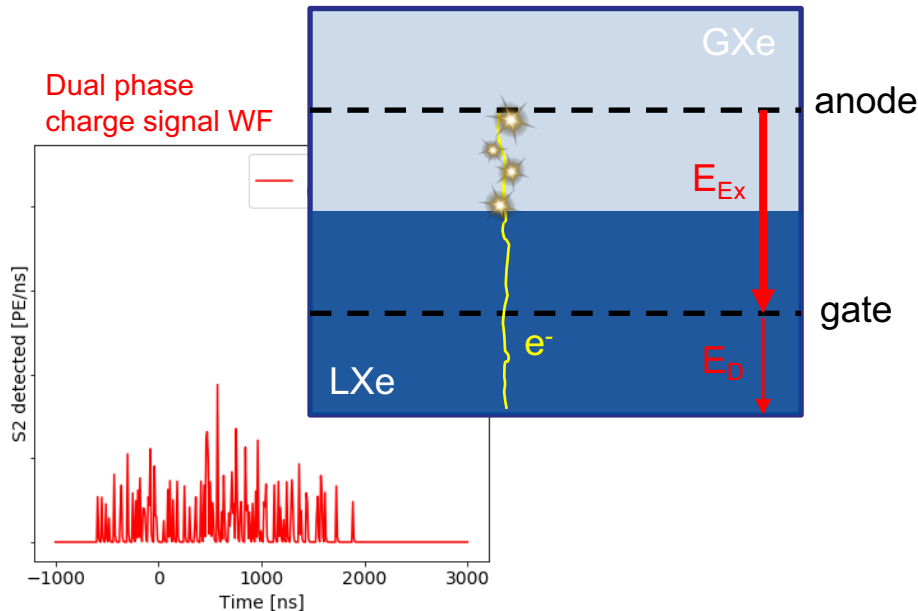 Dual phase
charge signal WF
GXe
anode
E_Ex
gate
e⁻
E_D
LXe
S2 detected [PE/ns]
−1000
0
1000
2000
3000
Time [ns]